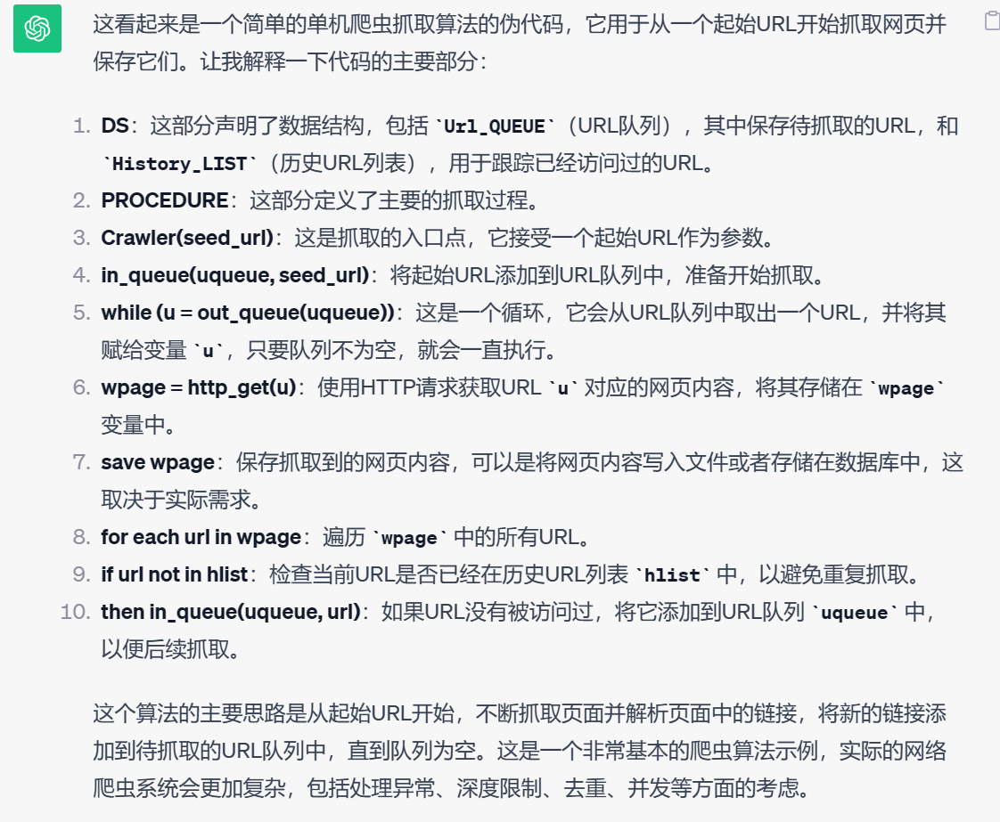 这看起来是一个简单的单机爬虫抓取算法的伪代码，它用于从一个起始URL开始抓取网页并
保存它们。让我解释一下代码的主要部分：
1. DS：这部分声明了数据结构，包括 `Url_QUEUE`（URL队列），其中保存待抓取的URL，和
`History_LIST`（历史URL列表），用于跟踪已经访问过的URL。
2. PROCEDURE：这部分定义了主要的抓取过程。
3. Crawler(seed_url)：这是抓取的入口点，它接受一个起始URL作为参数。
4. in_queue(uqueue, seed_url)：将起始URL添加到URL队列中，准备开始抓取。
5. while (u = out_queue(uqueue))：这是一个循环，它会从URL队列中取出一个URL，并将其
赋给变量 `u`，只要队列不为空，就会一直执行。
6. wpage = http_get(u)：使用HTTP请求获取URL `u` 对应的网页内容，将其存储在 `wpage`
变量中。
7. save wpage：保存抓取到的网页内容，可以是将网页内容写入文件或者存储在数据库中，这
取决于实际需求。
8. for each url in wpage：遍历 `wpage` 中的所有URL。
9. if url not in hlist：检查当前URL是否已经在历史URL列表 `hlist` 中，以避免重复抓取。
10. then in_queue(uqueue, url)：如果URL没有被访问过，将它添加到URL队列 `uqueue` 中，
以便后续抓取。
这个算法的主要思路是从起始URL开始，不断抓取页面并解析页面中的链接，将新的链接添
加到待抓取的URL队列中，直到队列为空。这是一个非常基本的爬虫算法示例，实际的网络
爬虫系统会更加复杂，包括处理异常、深度限制、去重、并发等方面的考虑。